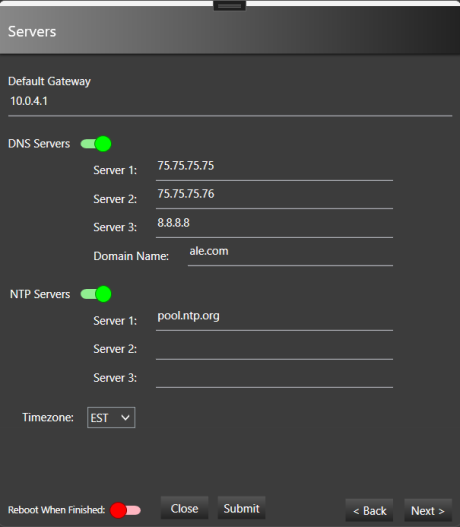 Servers
Default Gateway
10.0.4.1
DNS Servers
Server 1: 75.75.75.75
Server 2: 75.75.75.76
Server 3: 8.8.8.8
Domain Name: ale.com
NTP Servers
Server 1: pool.ntp.org
Server 2:
Server 3:
Timezone: EST
Reboot When Finished: Close Submit < Back Next >